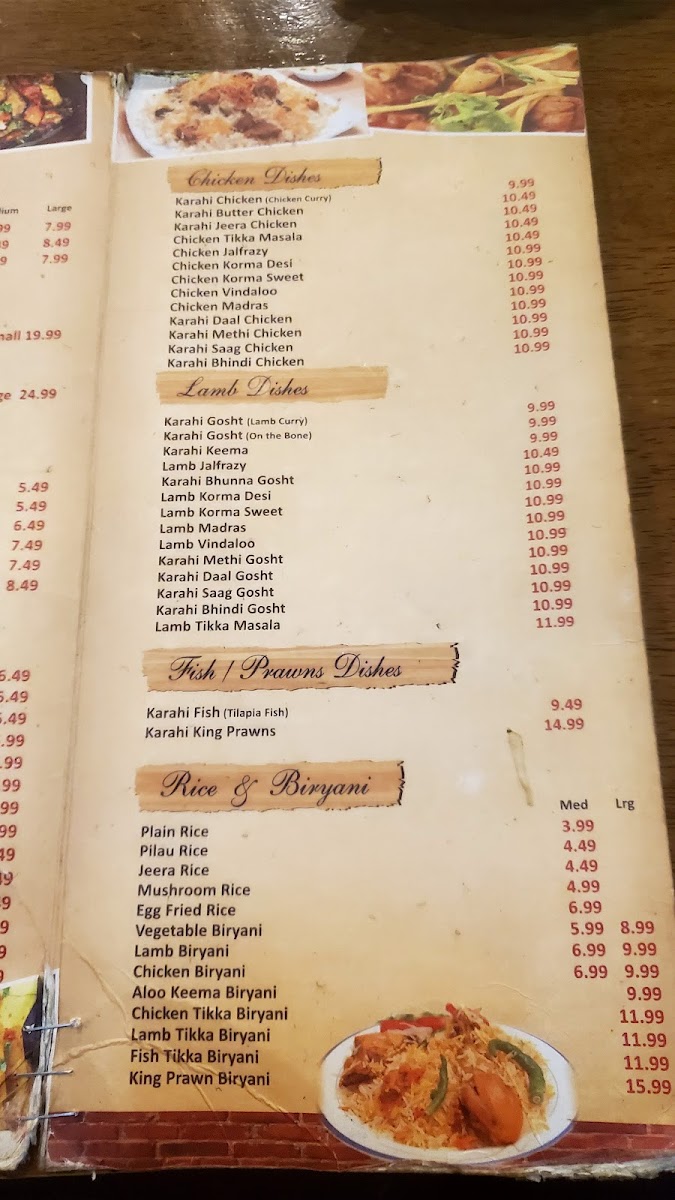 Large
7.99
8.49
7.99
19.99
24.99
5.49
5.49
6.49
7.49
7.49
8.49
Chicken Dishes
Karahi Chicken (Chicken Curry) 9.99
Karahi Butter Chicken 10.49
Karahi Jeera Chicken 10.49
Chicken Tikka Masala 10.49
Chicken Jalfrazy 10.49
Chicken Korma Desi 10.99
Chicken Korma Sweet 10.99
Chicken Vindaloo 10.99
Chicken Madras 10.99
Karahi Daal Chicken 10.99
Karahi Methi Chicken 10.99
Karahi Saag Chicken 10.99
Karahi Bhindi Chicken 10.99
Lamb Dishes
Karahi Gosht (Lamb Curry) 9.99
Karahi Gosht (On the Bone) 9.99
Karahi Keema 9.99
Lamb Jalfrazy 10.49
Karahi Bhunna Gosht 10.99
Lamb Korma Desi 10.99
Lamb Korma Sweet 10.99
Lamb Madras 10.99
Lamb Vindaloo 10.99
Karahi Methi Gosht 10.99
Karahi Daal Gosht 10.99
Karahi Saag Gosht 10.99
Karahi Bhindi Gosht 10.99
Lamb Tikka Masala 11.99
Fish / Prawns Dishes
Karahi Fish (Tilapia Fish) 9.49
Karahi King Prawns 14.99
Rice & Biryani
Med Lrg
Plain Rice 3.99
Pilau Rice 4.49
Jeera Rice 4.49
Mushroom Rice 4.99
Egg Fried Rice 6.99
Vegetable Biryani 5.99 8.99
Lamb Biryani 6.99 9.99
Chicken Biryani 6.99 9.99
Aloo Keema Biryani 9.99
Chicken Tikka Biryani 11.99
Lamb Tikka Biryani 11.99
Fish Tikka Biryani 11.99
King Prawn Biryani 15.99